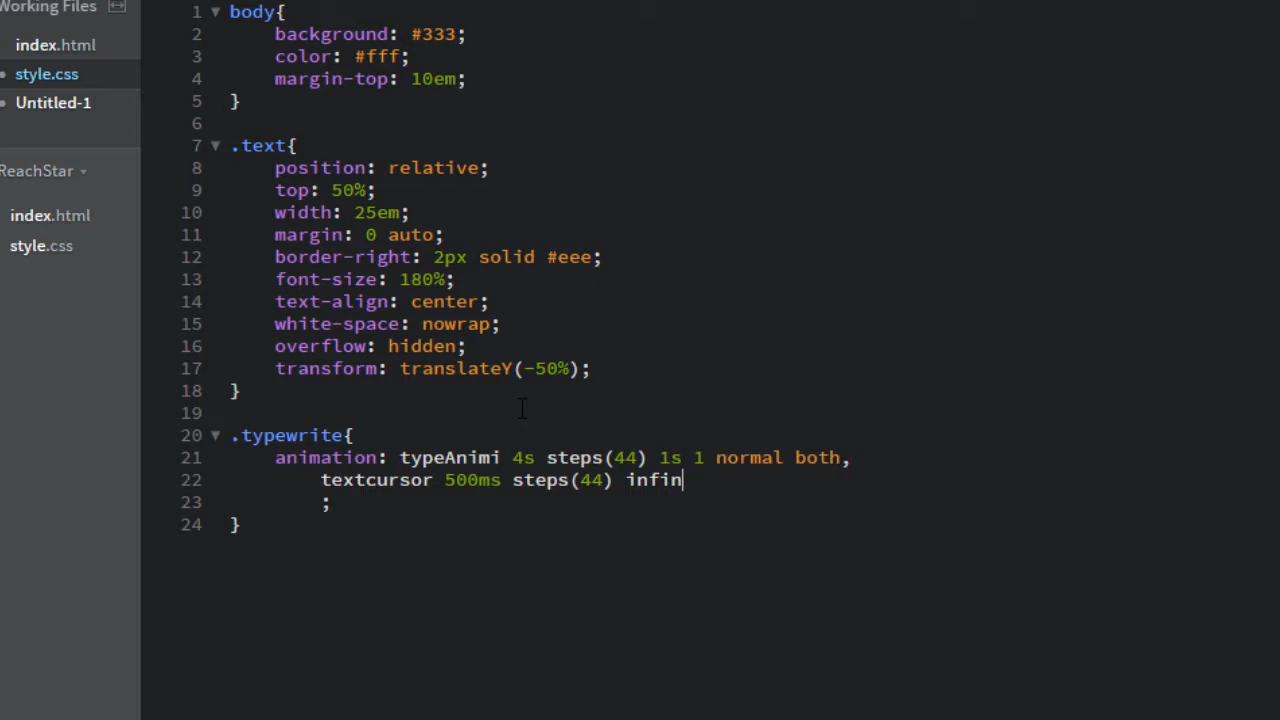 Working Files
index.html
style.css
Untitled-1
ReachStar
index.html
style.css
1 body{
2 background: #333;
3 color: #fff;
4 margin-top: 10em;
5 }
6
7 .text{
8 position: relative;
9 top: 50%;
10 width: 25em;
11 margin: 0 auto;
12 border-right: 2px solid #eee;
13 font-size: 180%;
14 text-align: center;
15 white-space: nowrap;
16 overflow: hidden;
17 transform: translateY(-50%);
18 }
19
20 .typewrite{
21 animation: typeAnimi 4s steps(44) 1s 1 normal both,
22 textcursor 500ms steps(44) infin
23 ;
24 }